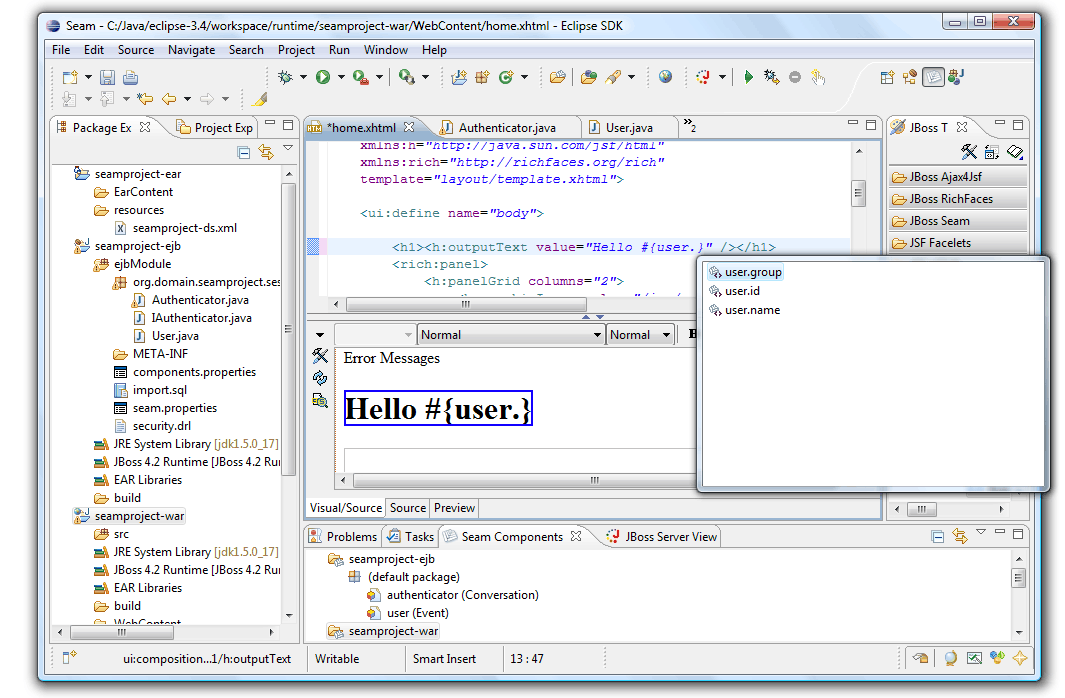 Seam - C:/Java/eclipse-3.4/workspace/runtime/seamproject-war/WebContent/home.xhtml - Eclipse SDK
File Edit Source Navigate Search Project Run Window Help
Package Ex
Project Exp
seamproject-ear
EarContent
resources
seamproject-ds.xml
seamproject-ejb
ejbModule
org.domain.seamproject.ses
Authenticator.java
IAuthenticator.java
User.java
META-INF
components.properties
import.sql
seam.properties
security.drl
JRE System Library [jdk1.5.0_17]
JBoss 4.2 Runtime [JBoss 4.2 Rur
EAR Libraries
build
seamproject-war
src
JRE System Library [jdk1.5.0_17]
JBoss 4.2 Runtime [JBoss 4.2 Rur
EAR Libraries
build
WebContent
*home.xhtml
Authenticator.java
User.java
»2
xmlns:h="http://java.sun.com/jsf/html"
xmlns:rich="http://richfaces.org/rich"
template="layout/template.xhtml">
<ui:define name="body">
<h1><h:outputText value="Hello #{user.}" /></h1>
<rich:panel>
<h:panelGrid columns="2">
Normal
Normal
B
Error Messages
Hello #{user.}
Visual/Source Source Preview
JBoss T
JBoss Ajax4Jsf
JBoss RichFaces
JBoss Seam
JSF Facelets
user.group
user.id
user.name
Problems
Tasks
Seam Components
JBoss Server View
seamproject-ejb
(default package)
authenticator (Conversation)
user (Event)
seamproject-war
ui:composition...1/h:outputText
Writable
Smart Insert
13 : 47